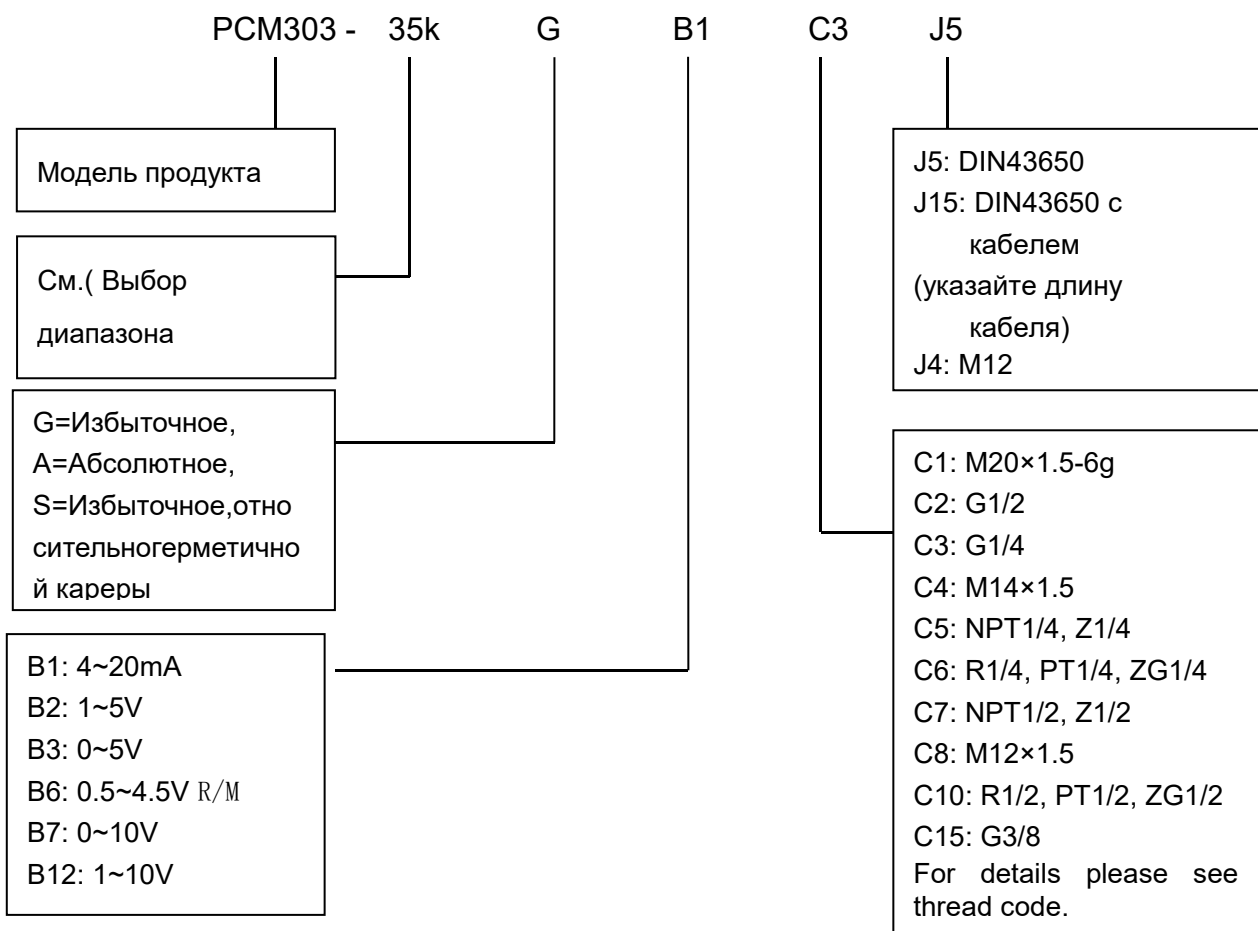 PCM303 - 35k G B1 C3 J5
Модель продукта
См.( Выбор
диапазона
G=Избыточное,
A=Абсолютное,
S=Избыточное,отно
сительногерметично
й кареры
B1: 4~20mA
B2: 1~5V
B3: 0~5V
B6: 0.5~4.5V R/M
B7: 0~10V
B12: 1~10V
J5: DIN43650
J15: DIN43650 с
кабелем
(указайте длину
кабеля)
J4: M12
C1: M20×1.5-6g
C2: G1/2
C3: G1/4
C4: M14×1.5
C5: NPT1/4, Z1/4
C6: R1/4, PT1/4, ZG1/4
C7: NPT1/2, Z1/2
C8: M12×1.5
C10: R1/2, PT1/2, ZG1/2
C15: G3/8
For details please see
thread code.